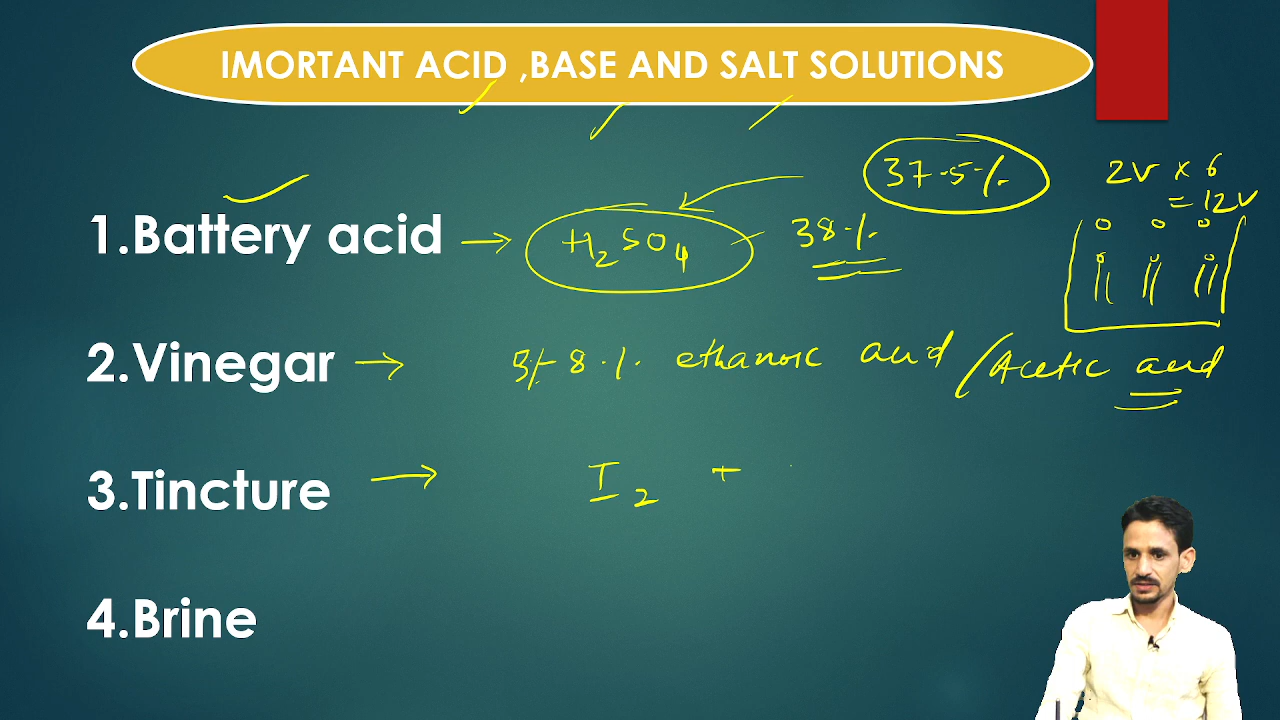 IMORTANT ACID ,BASE AND SALT SOLUTIONS
37.5%
2V × 6
= 12V
1.Battery acid → H₂SO₄ – 38%
2.Vinegar → 5-8% ethanoic acid / Acetic acid
3.Tincture → I₂ +
4.Brine